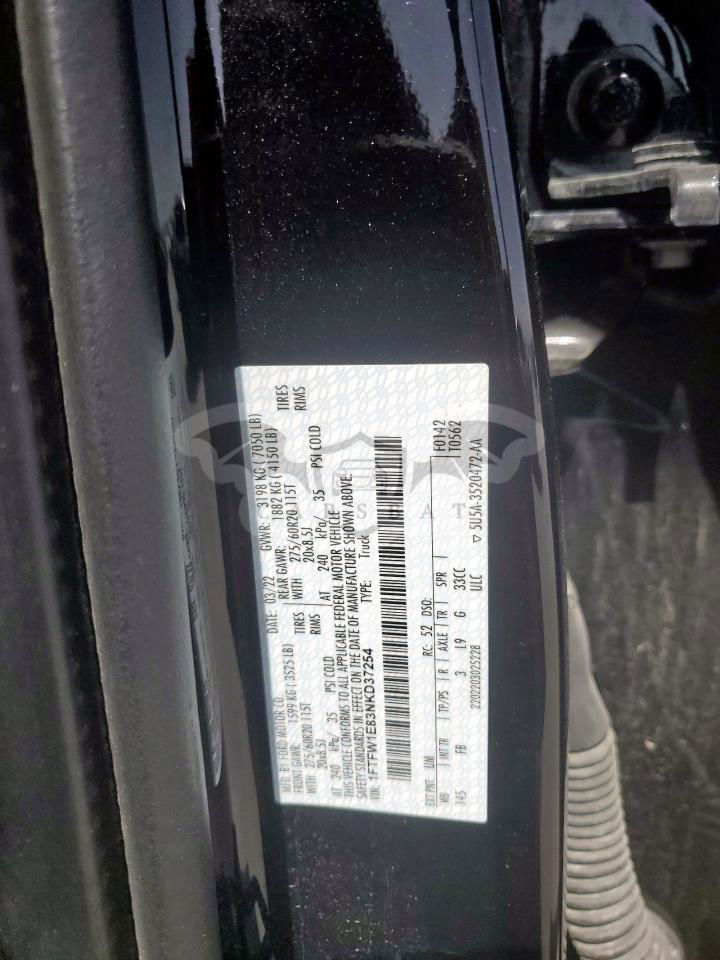 MFD. BY FORD MOTOR CO.
DATE: 03/22 GVWR: 3198 KG ( 7050 LB)
FRONT GAWR: 1599 KG ( 3525 LB) REAR GAWR: 1882 KG ( 4150 LB)
WITH 275/60R20 115T TIRES WITH 275/60R20 115T TIRES
20x8.5J RIMS 20x8.5J RIMS
AT 240 kPa/ 35 PSI COLD AT 240 kPa/ 35 PSI COLD
THIS VEHICLE CONFORMS TO ALL APPLICABLE FEDERAL MOTOR VEHICLE
SAFETY STANDARDS IN EFFECT ON THE DATE OF MANUFACTURE SHOWN ABOVE.
VIN: 1FTFW1E83NKD37254 TYPE: Truck
EXT PNT: UM RC: 52 DSO: F0142
WB INT TR TP/PS R AXLE TR SPR T0562
145 FB 3 L9 G 33CC
2202203025228 ULC ▽ 5U5A-3520472-AA